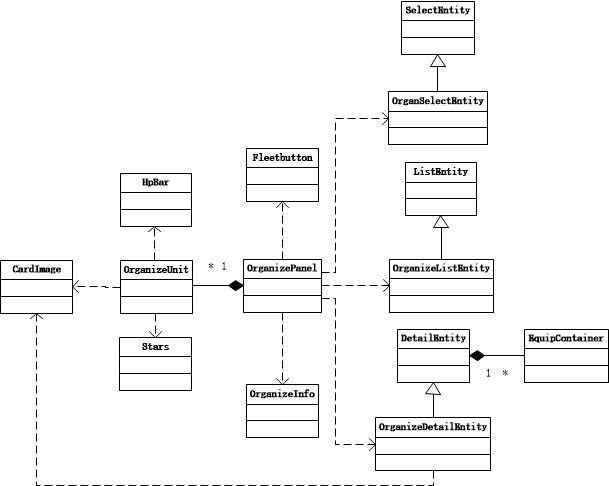 SelectEntity
OrganSelectEntity
Fleetbutton
ListEntity
HpBar
* 1
CardImage
OrganizeUnit
OrganizePanel
OrganizeListEntity
Stars
DetailEntity
EquipContainer
1 *
OrganizeInfo
OrganizeDetailEntity